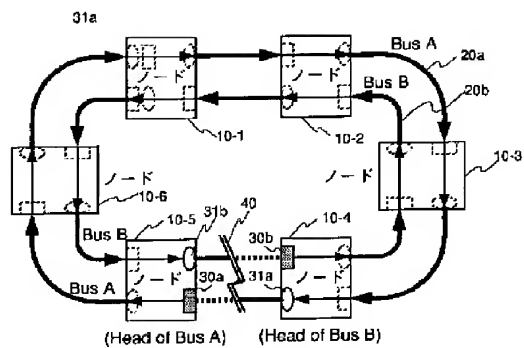 31a
ノード
ノード
Bus A
20a
Bus B
20b
10-1
10-2
10-3
ノード
ノード
10-6
Bus B
10-5
31b
40
30b
10-4
Bus A
ノード
30a
31a
ノード
(Head of Bus A)
(Head of Bus B)